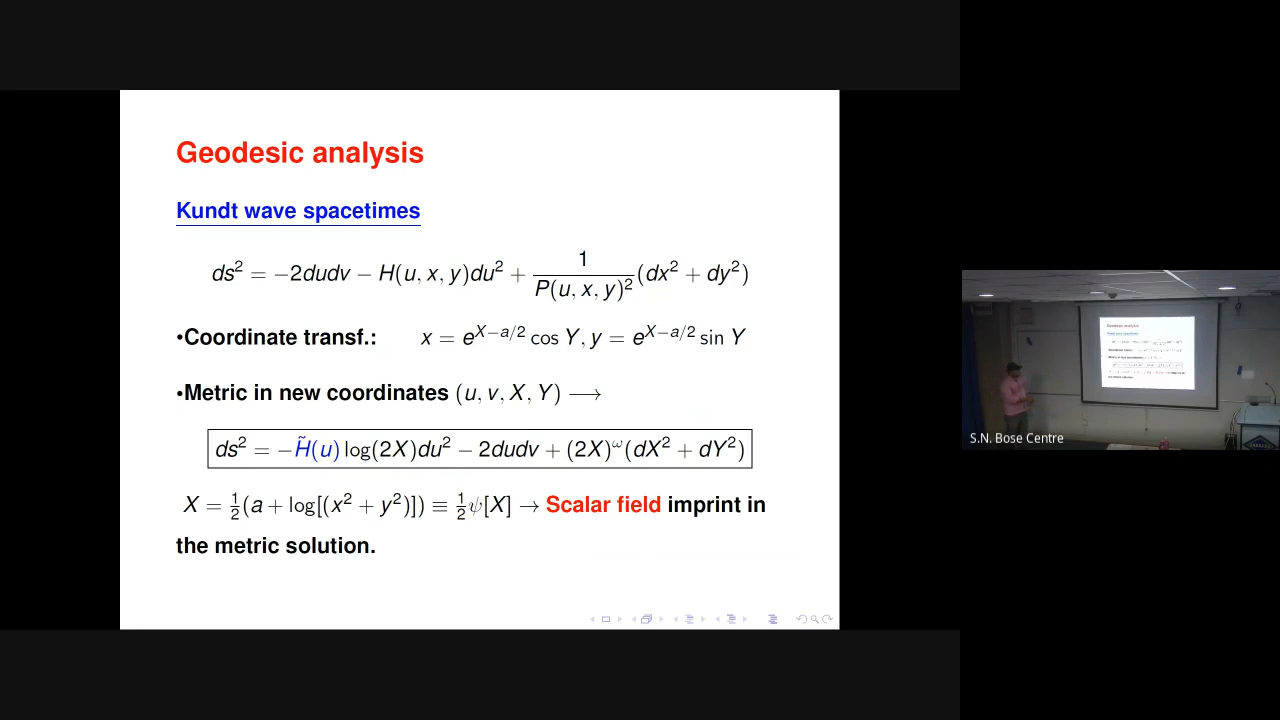 Geodesic analysis
Kundt wave spacetimes
ds² = −2dudv − H(u, x, y)du² + 1/P(u, x, y)² (dx² + dy²)
•Coordinate transf.: x = e^{X−a/2} cos Y, y = e^{X−a/2} sin Y
•Metric in new coordinates (u, v, X, Y) ⟶
ds² = −H̃(u) log(2X)du² − 2dudv + (2X)^ω(dX² + dY²)
X = ½(a + log[(x² + y²)]) ≡ ½ψ[X] → Scalar field imprint in
the metric solution.
S.N. Bose Centre